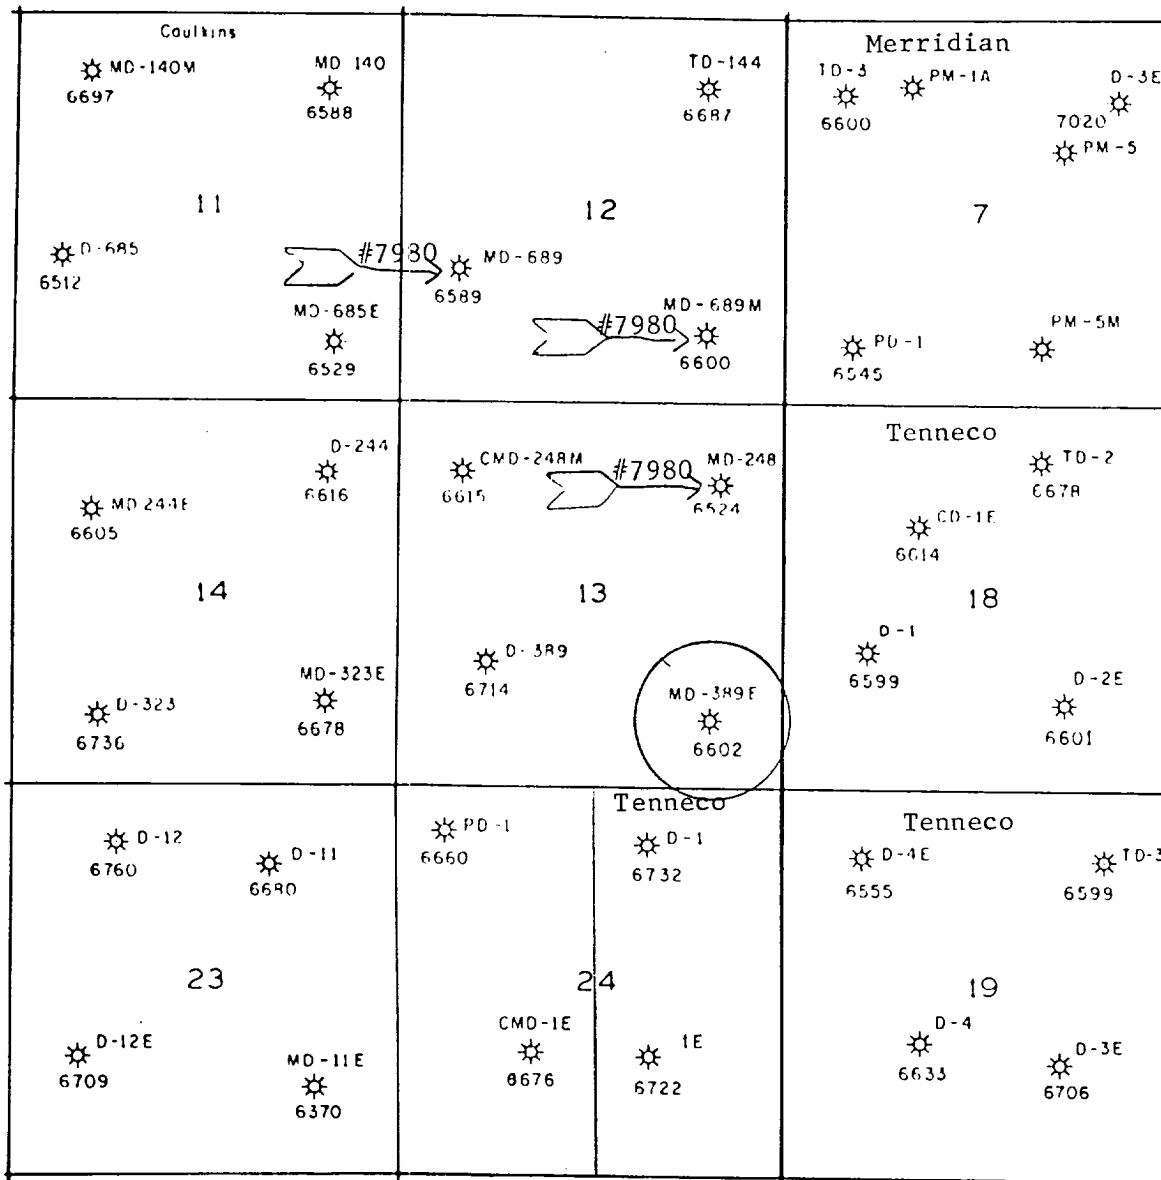 Caulkins
MD-140M
6697
MD 140
6588
11
D-685
6512
MD-685E
6529
TD-144
6687
12
#7980
MD-689
6589
#7980
MD-689M
6600
Merridian
TD-3
6600
PM-1A
D-3E
7020
PM-5
7
PD-1
6545
PM-5M
D-244
6616
MD 244E
6605
14
MD-323E
6678
D-323
6736
CMD-248M
6615
#7980
MD-248
6524
13
D-389
6714
MD-389E
6602
Tenneco
TD-2
6678
CD-1E
6614
18
D-1
6599
D-2E
6601
D-12
6760
D-11
6680
23
D-12E
6709
MD-11E
6370
PD-1
6660
Tenneco
D-1
6732
24
CMD-1E
6676
1E
6722
Tenneco
D-4E
6555
TD-3
6599
19
D-4
6633
D-3E
6706